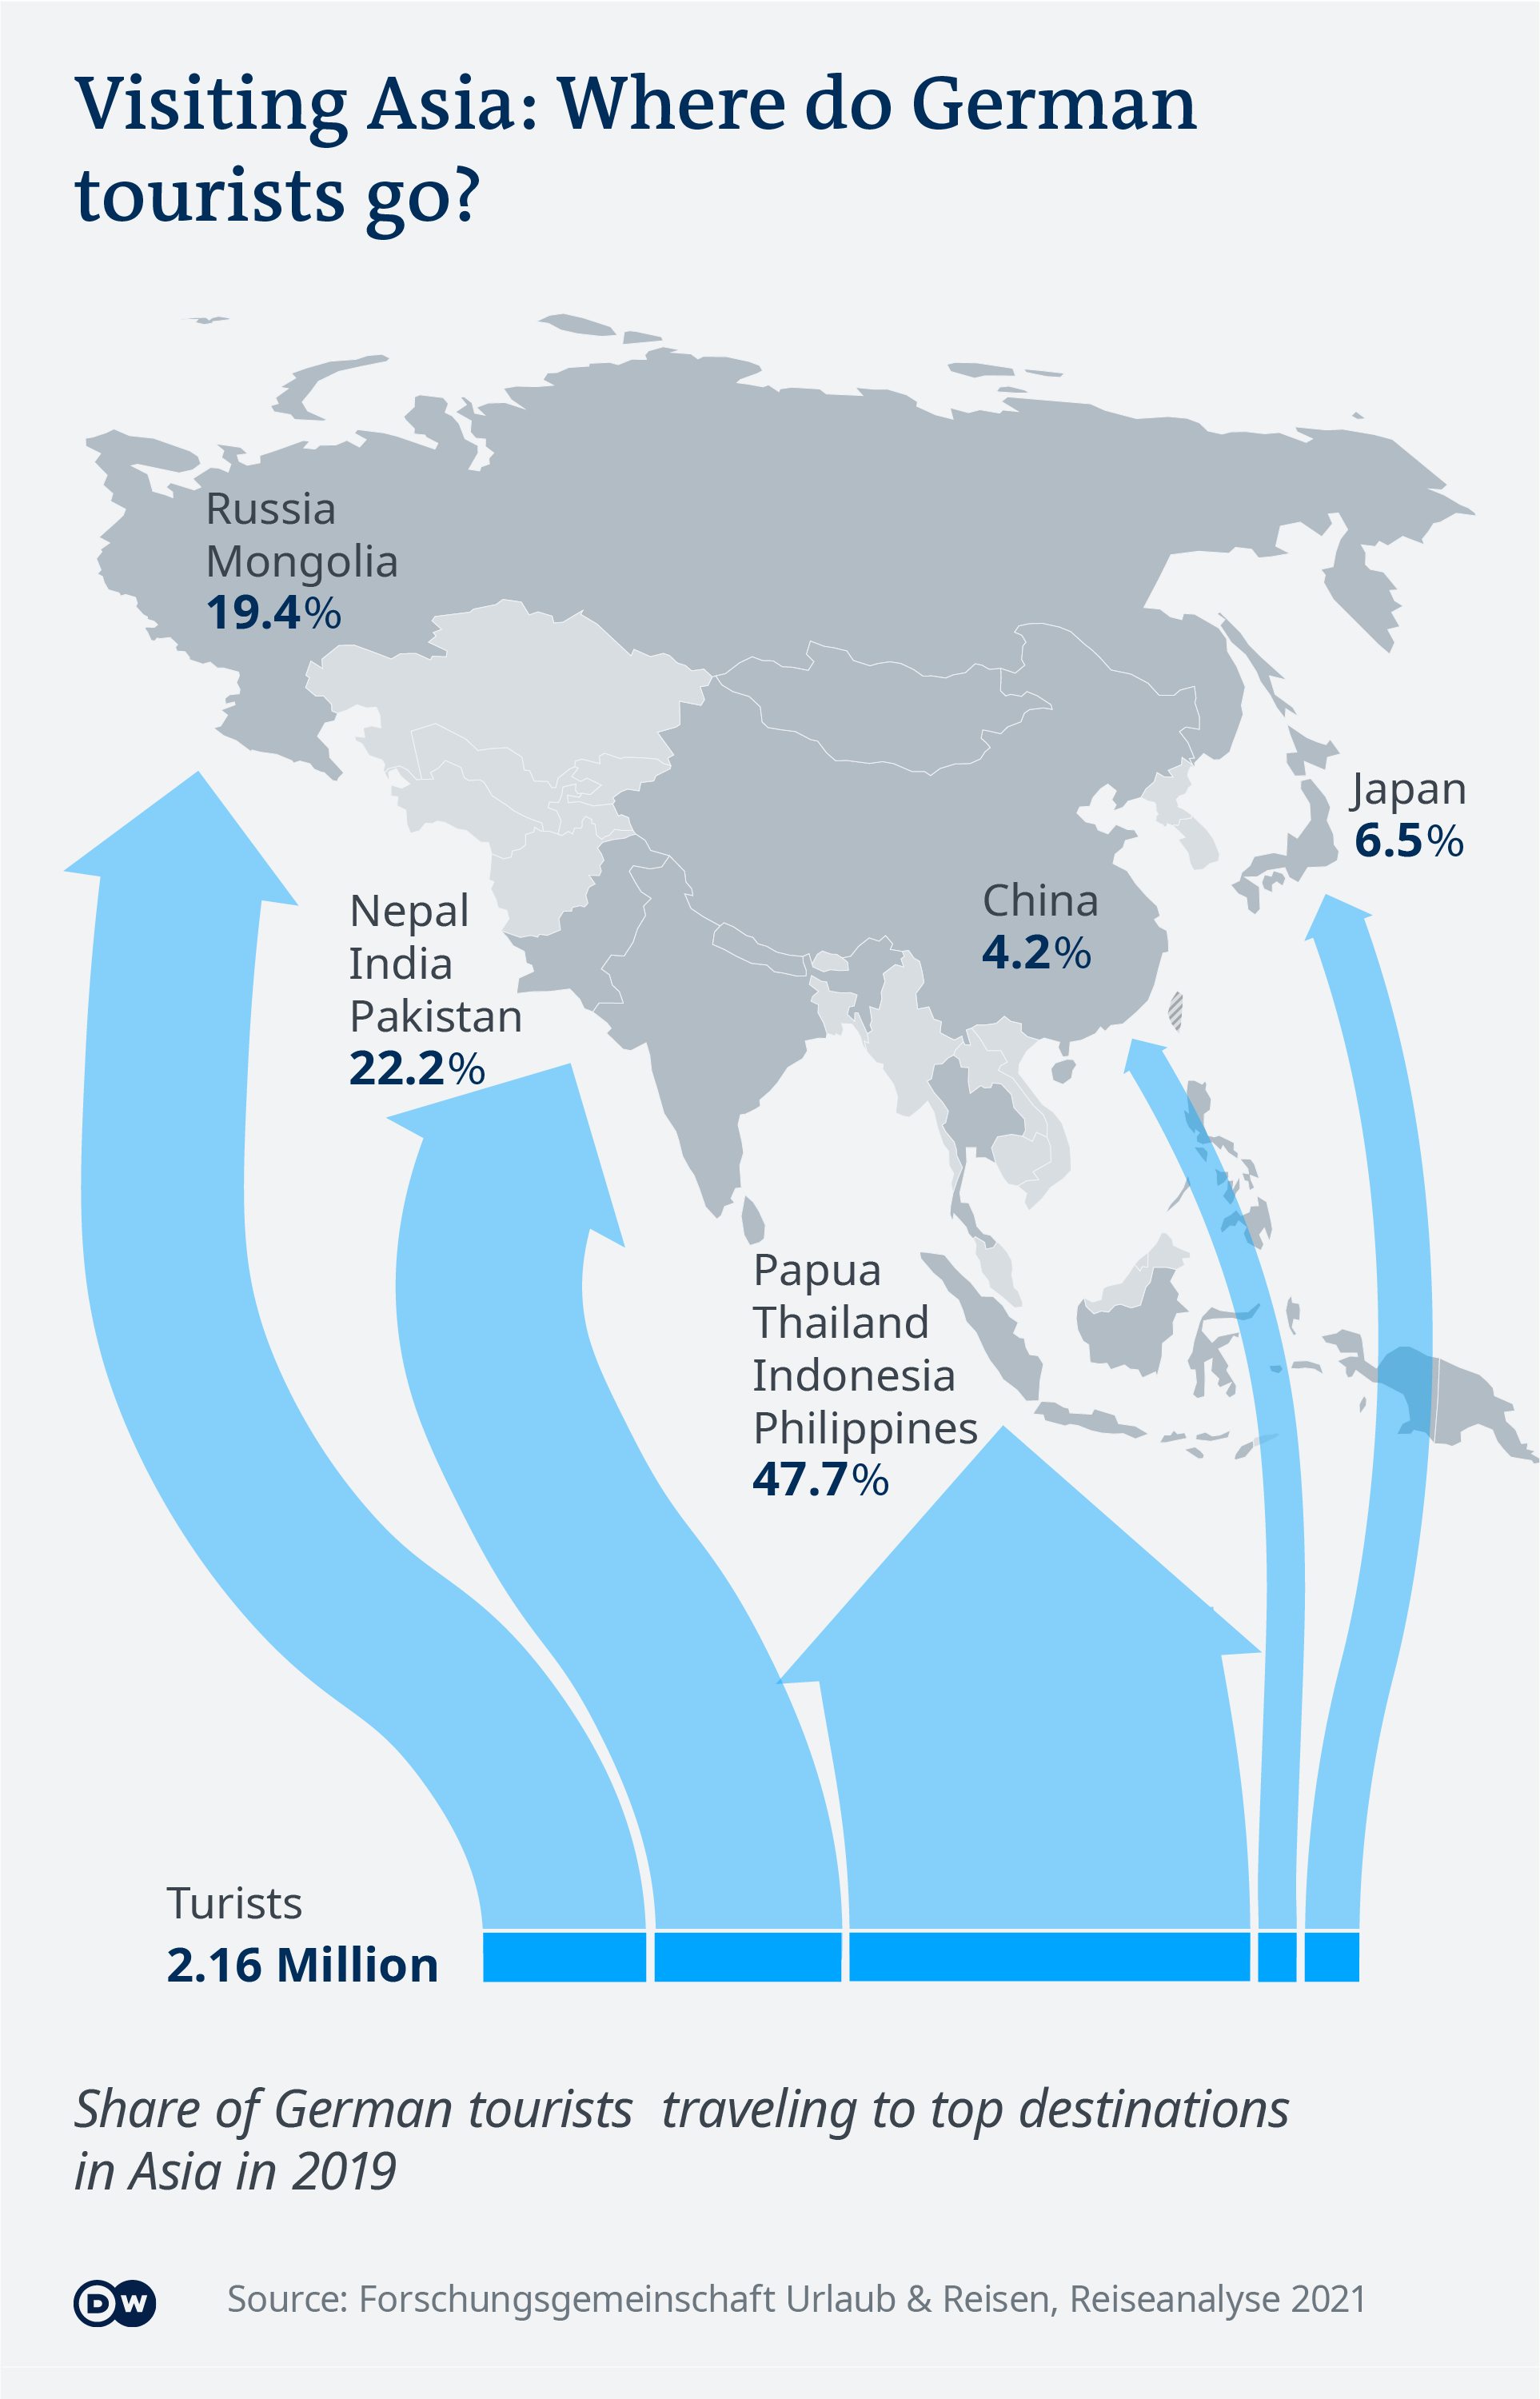 Visiting Asia: Where do German
tourists go?
Russia
Mongolia
19.4%
Japan
6.5%
Nepal
India
Pakistan
22.2%
China
4.2%
Papua
Thailand
Indonesia
Philippines
47.7%
Turists
2.16 Million
Share of German tourists  traveling to top destinations
in Asia in 2019
DW
Source: Forschungsgemeinschaft Urlaub & Reisen, Reiseanalyse 2021